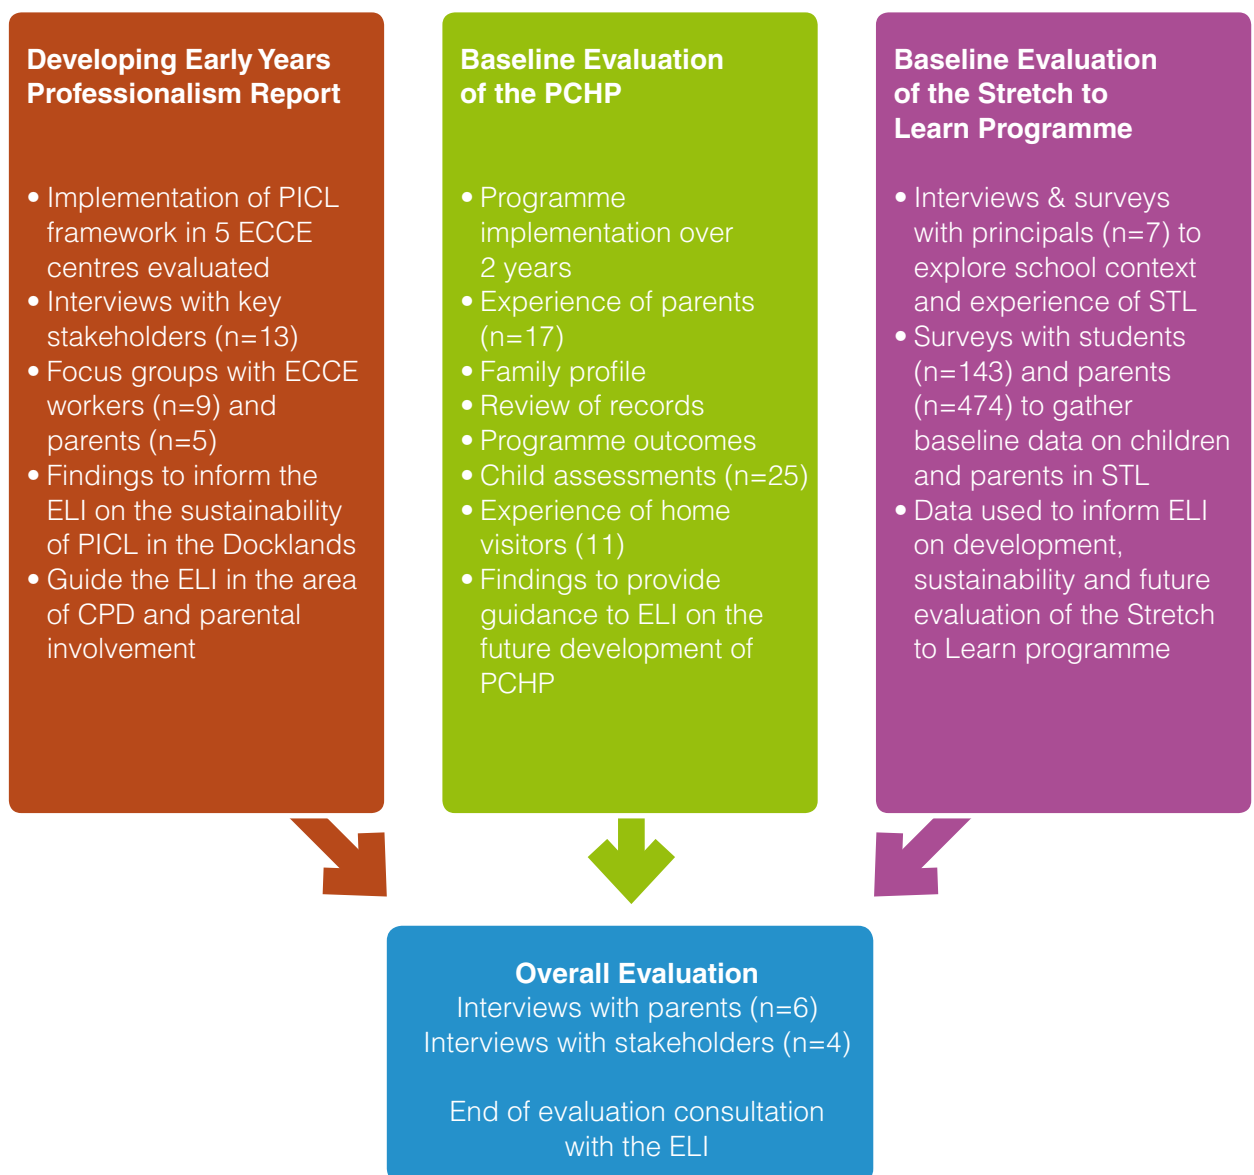 Developing Early Years
Professionalism Report
• Implementation of PICL
framework in 5 ECCE
centres evaluated
• Interviews with key
stakeholders (n=13)
• Focus groups with ECCE
workers (n=9) and
parents (n=5)
• Findings to inform the
ELI on the sustainability
of PICL in the Docklands
• Guide the ELI in the area
of CPD and parental
involvement
Baseline Evaluation
of the PCHP
• Programme
implementation over
2 years
• Experience of parents
(n=17)
• Family profile
• Review of records
• Programme outcomes
• Child assessments (n=25)
• Experience of home
visitors (11)
• Findings to provide
guidance to ELI on the
future development of
PCHP
Baseline Evaluation
of the Stretch to
Learn Programme
• Interviews & surveys
with principals (n=7) to
explore school context
and experience of STL
• Surveys with students
(n=143) and parents
(n=474) to gather
baseline data on children
and parents in STL
• Data used to inform ELI
on development,
sustainability and future
evaluation of the Stretch
to Learn programme
Overall Evaluation
Interviews with parents (n=6)
Interviews with stakeholders (n=4)
End of evaluation consultation
with the ELI